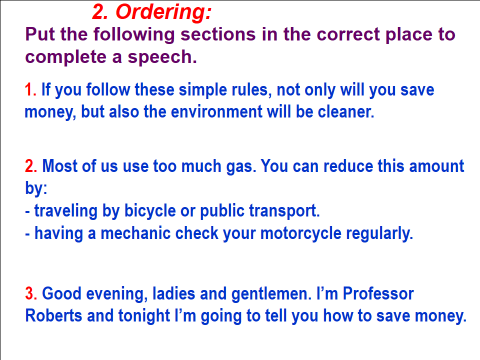 2. Ordering:
Put the following sections in the correct place to
complete a speech.
1. If you follow these simple rules, not only will you save
money, but also the environment will be cleaner.
2. Most of us use too much gas. You can reduce this amount
by:
- traveling by bicycle or public transport.
- having a mechanic check your motorcycle regularly.
3. Good evening, ladies and gentlemen. I’m Professor
Roberts and tonight I’m going to tell you how to save money.